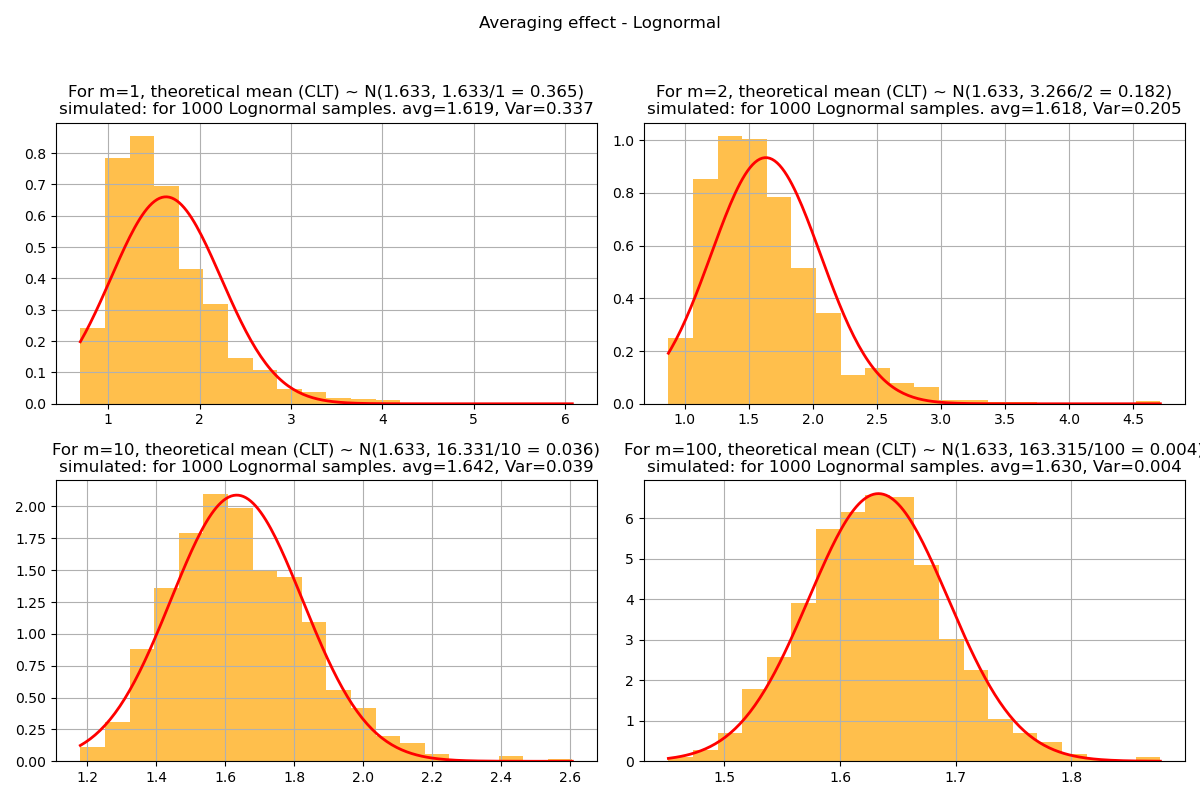 Averaging effect - Lognormal
For m=1, theoretical mean (CLT) ~ N(1.633, 1.633/1 = 0.365)
simulated: for 1000 Lognormal samples. avg=1.619, Var=0.337
0.8
0.7
0.6
0.5
0.4
0.3
0.2
0.1
0.0
1 2 3 4 5 6
For m=2, theoretical mean (CLT) ~ N(1.633, 3.266/2 = 0.182)
simulated: for 1000 Lognormal samples. avg=1.618, Var=0.205
1.0
0.8
0.6
0.4
0.2
0.0
1.0 1.5 2.0 2.5 3.0 3.5 4.0 4.5
For m=10, theoretical mean (CLT) ~ N(1.633, 16.331/10 = 0.036)
simulated: for 1000 Lognormal samples. avg=1.642, Var=0.039
2.00
1.75
1.50
1.25
1.00
0.75
0.50
0.25
0.00
1.2 1.4 1.6 1.8 2.0 2.2 2.4 2.6
For m=100, theoretical mean (CLT) ~ N(1.633, 163.315/100 = 0.004)
simulated: for 1000 Lognormal samples. avg=1.630, Var=0.004
6
5
4
3
2
1
0
1.5 1.6 1.7 1.8